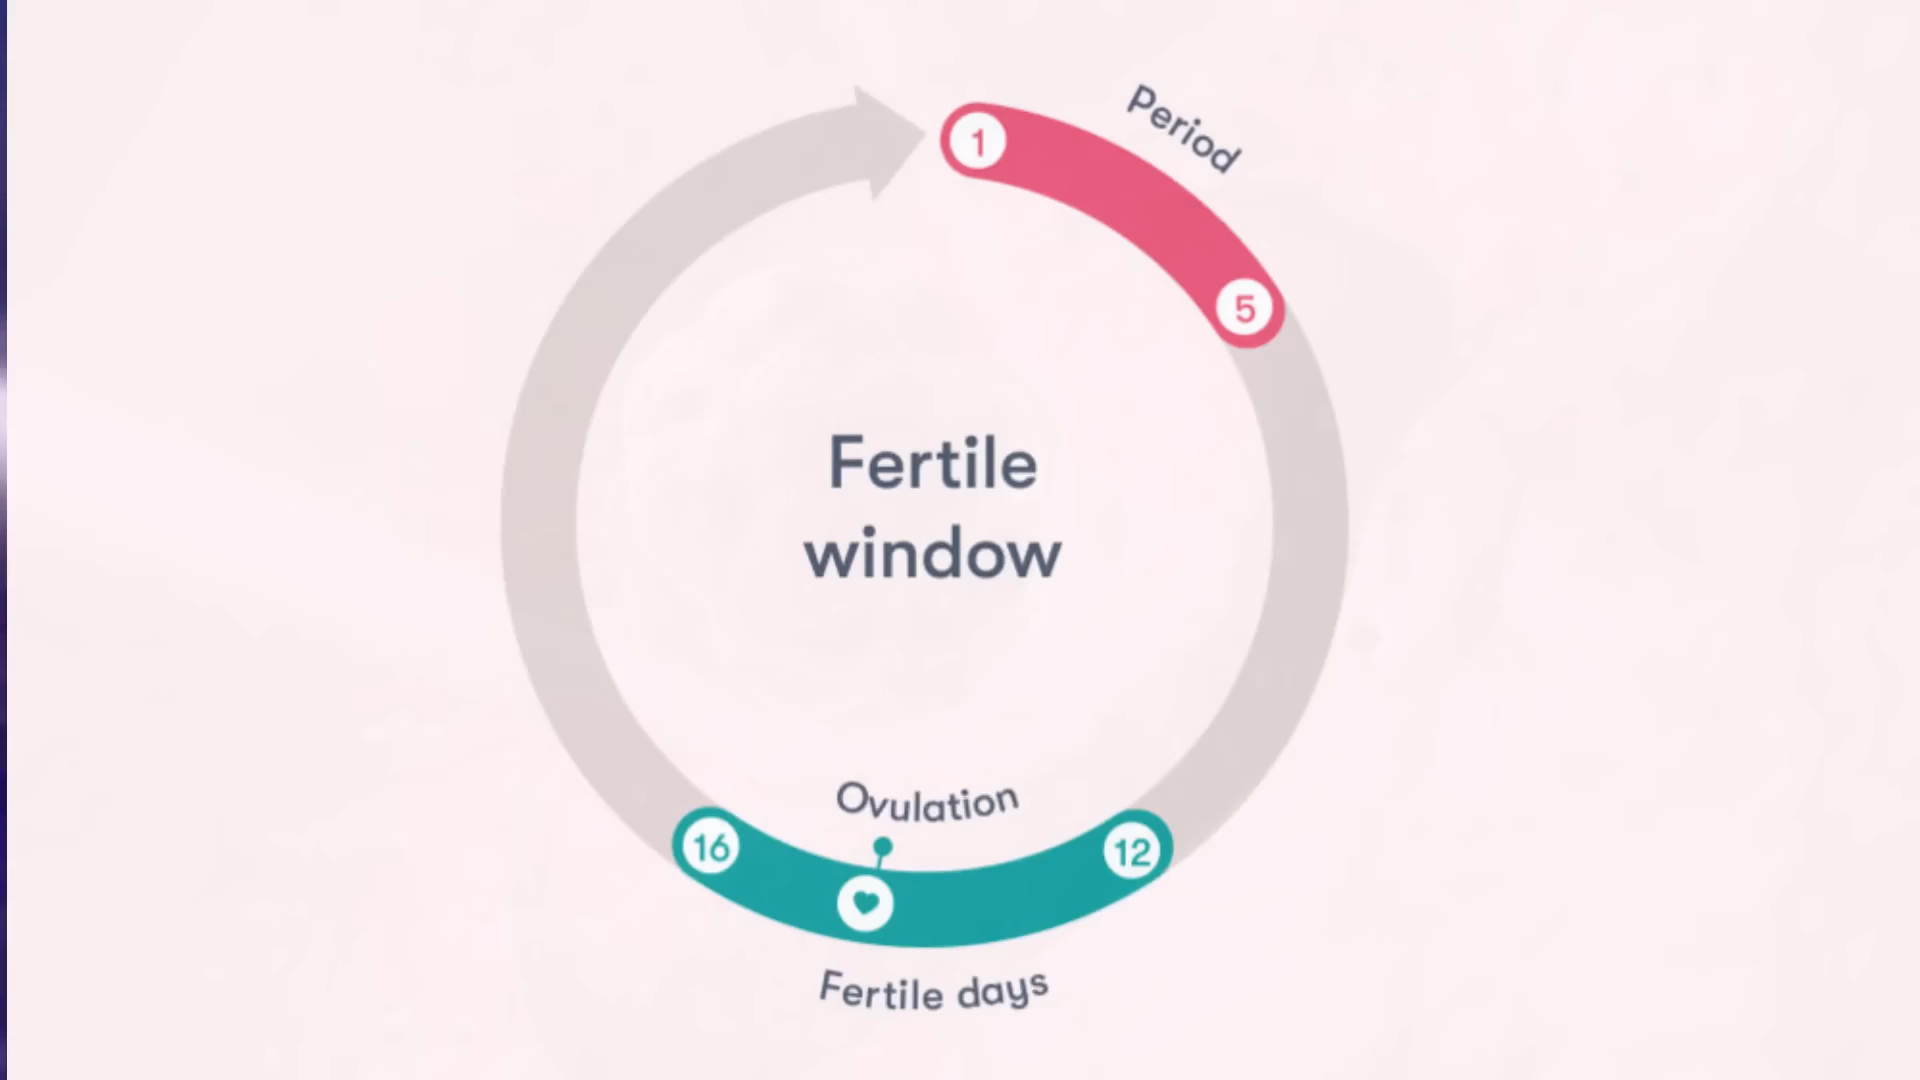 Period
1
5
Fertile
window
Ovulation
16
12
Fertile days